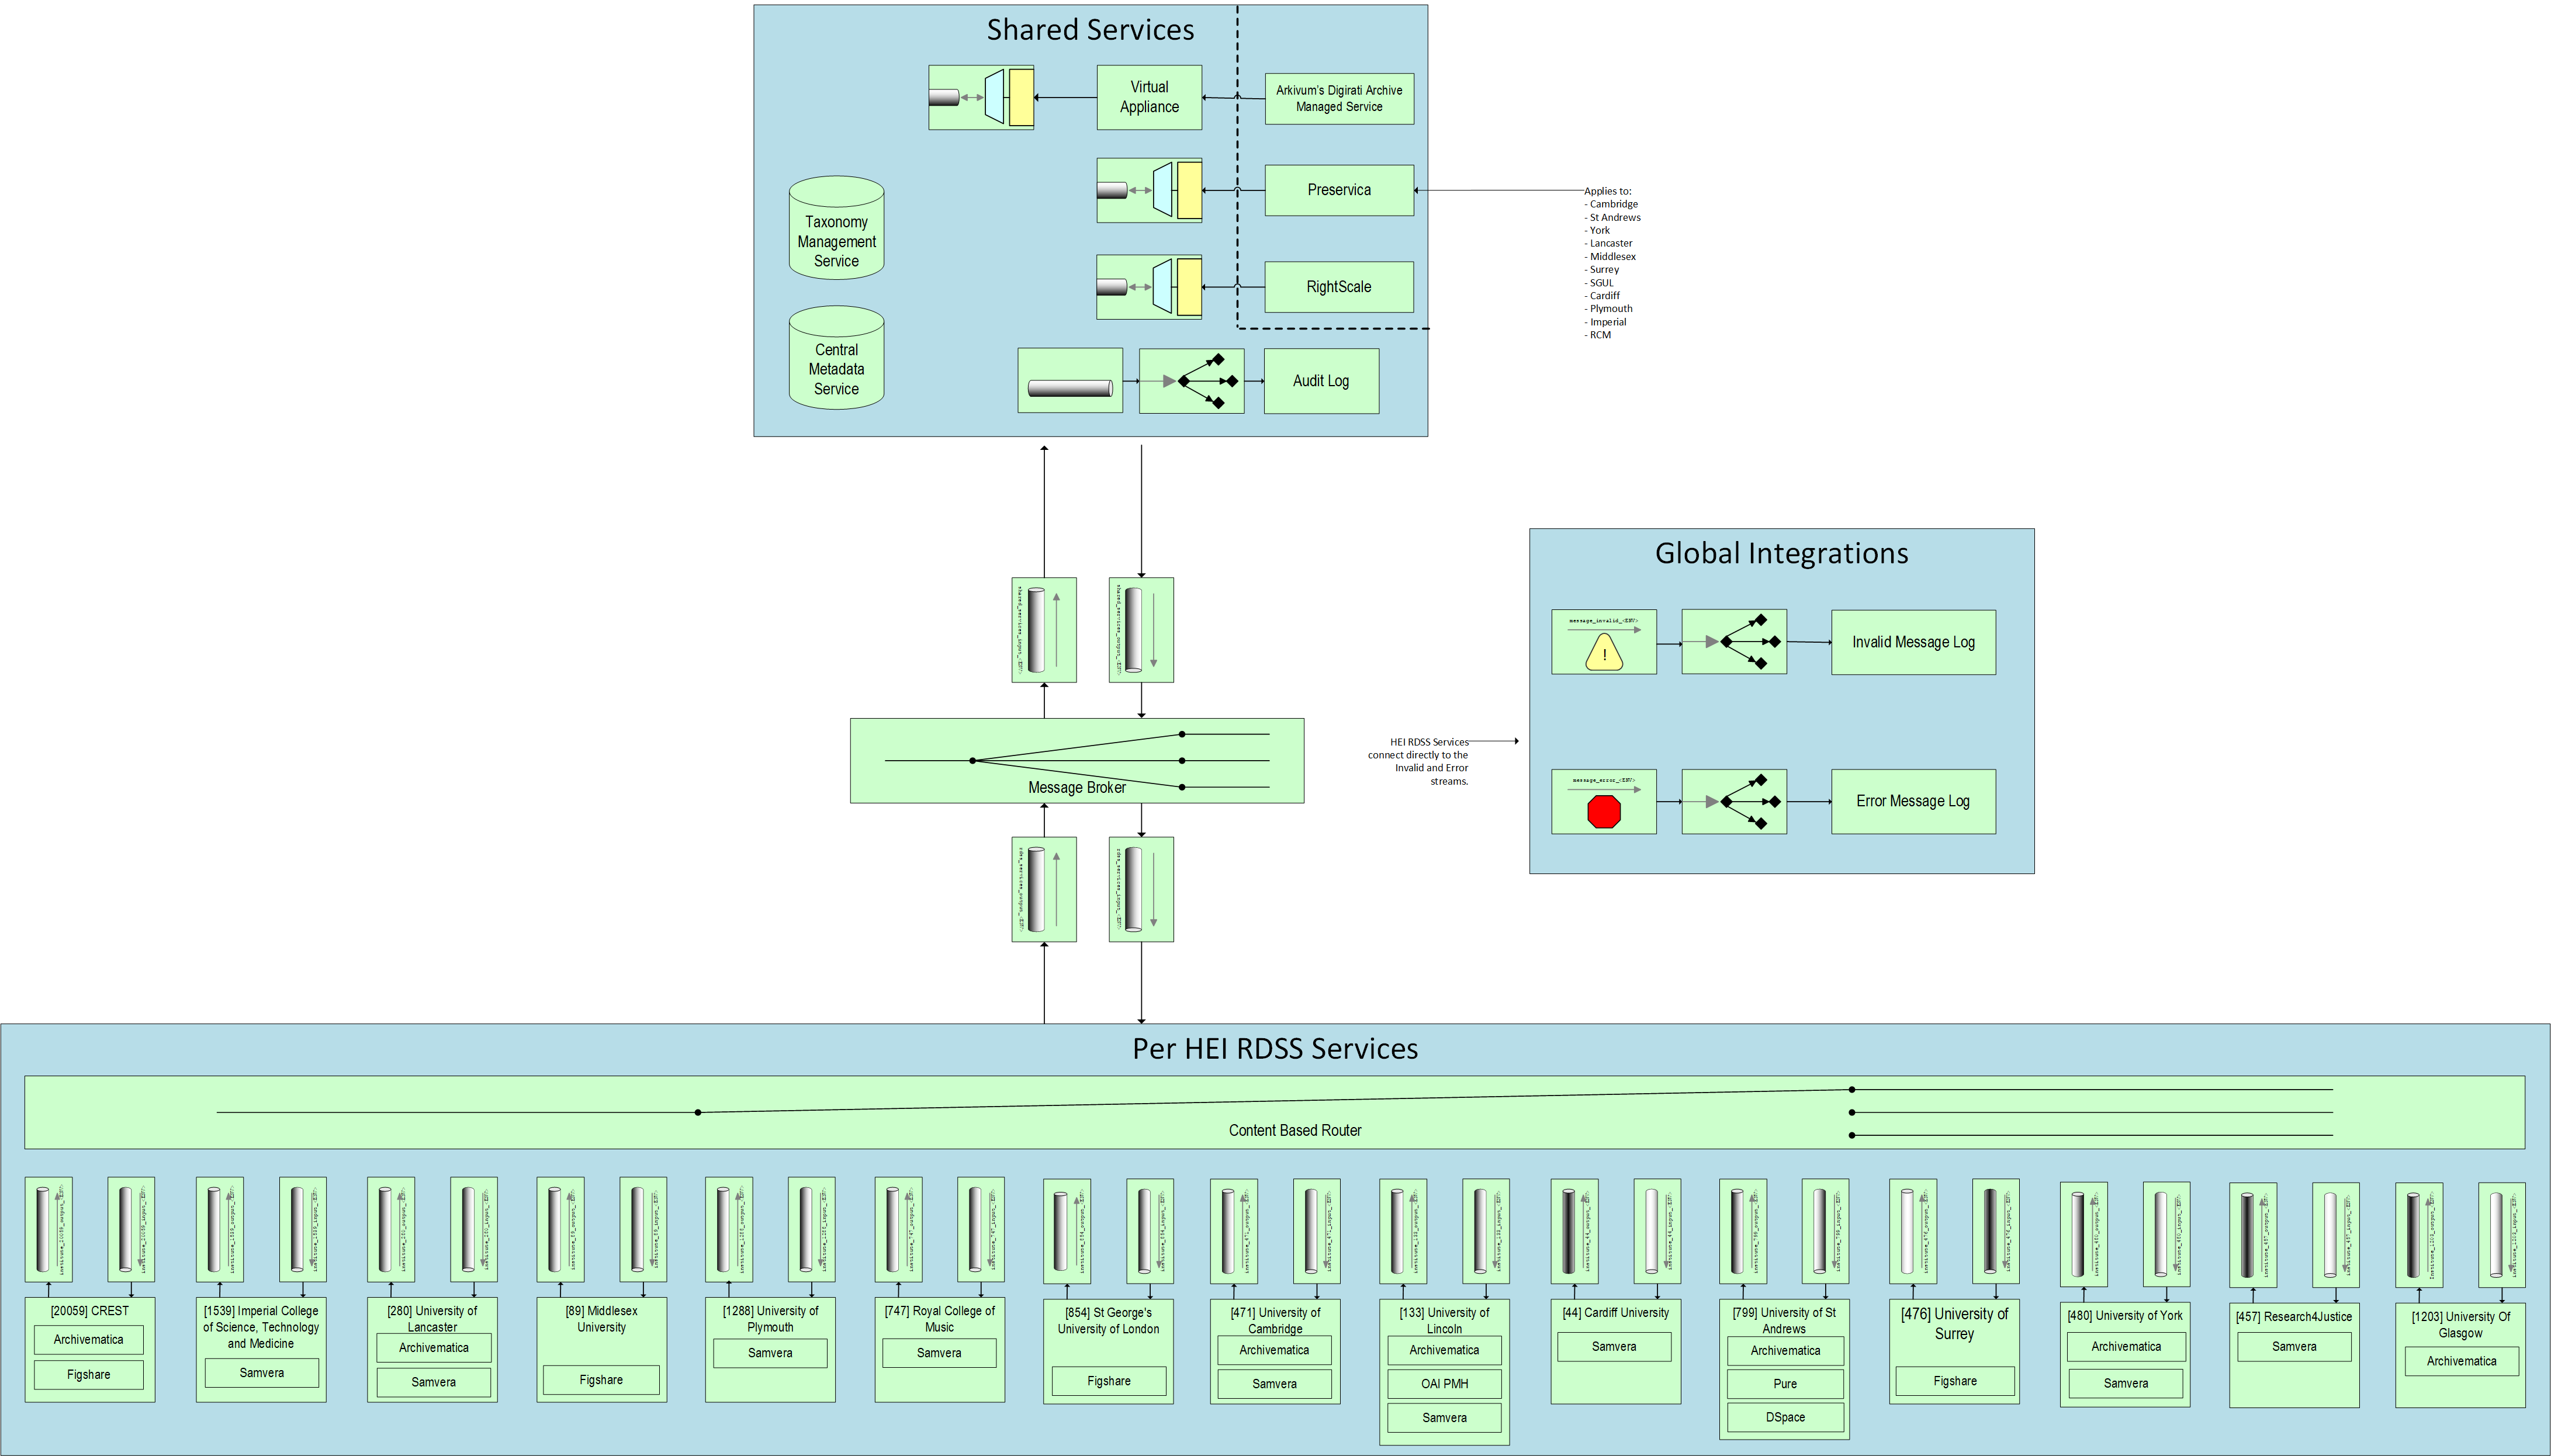 Shared Services
Virtual
Appliance
Arkivum's Digirati Archive
Managed Service
Preservica
Applies to:
- Cambridge
- St Andrews
- York
- Lancaster
- Middlesex
- Surrey
- SGUL
- Cardiff
- Plymouth
- Imperial
- RCM
Taxonomy
Management
Service
RightScale
Central
Metadata
Service
Audit Log
Global Integrations
message_invalid_<ENV>
!
Invalid Message Log
message_error_<ENV>
Error Message Log
HEI RDSS Services
connect directly to the
Invalid and Error
streams.
Message Broker
Per HEI RDSS Services
Content Based Router
[20059] CREST
Archivematica
Figshare
[1539] Imperial College
of Science, Technology
and Medicine
Samvera
[280] University of
Lancaster
Archivematica
Samvera
[89] Middlesex
University
Figshare
[1288] University of
Plymouth
Samvera
[747] Royal College of
Music
Samvera
[854] St George's
University of London
Figshare
[471] University of
Cambridge
Archivematica
Samvera
[133] University of
Lincoln
Archivematica
OAI PMH
Samvera
[44] Cardiff University
Samvera
[799] University of St
Andrews
Archivematica
Pure
DSpace
[476] University of
Surrey
Figshare
[480] University of York
Archivematica
Samvera
[457] Research4Justice
Samvera
[1203] University Of
Glasgow
Archivematica